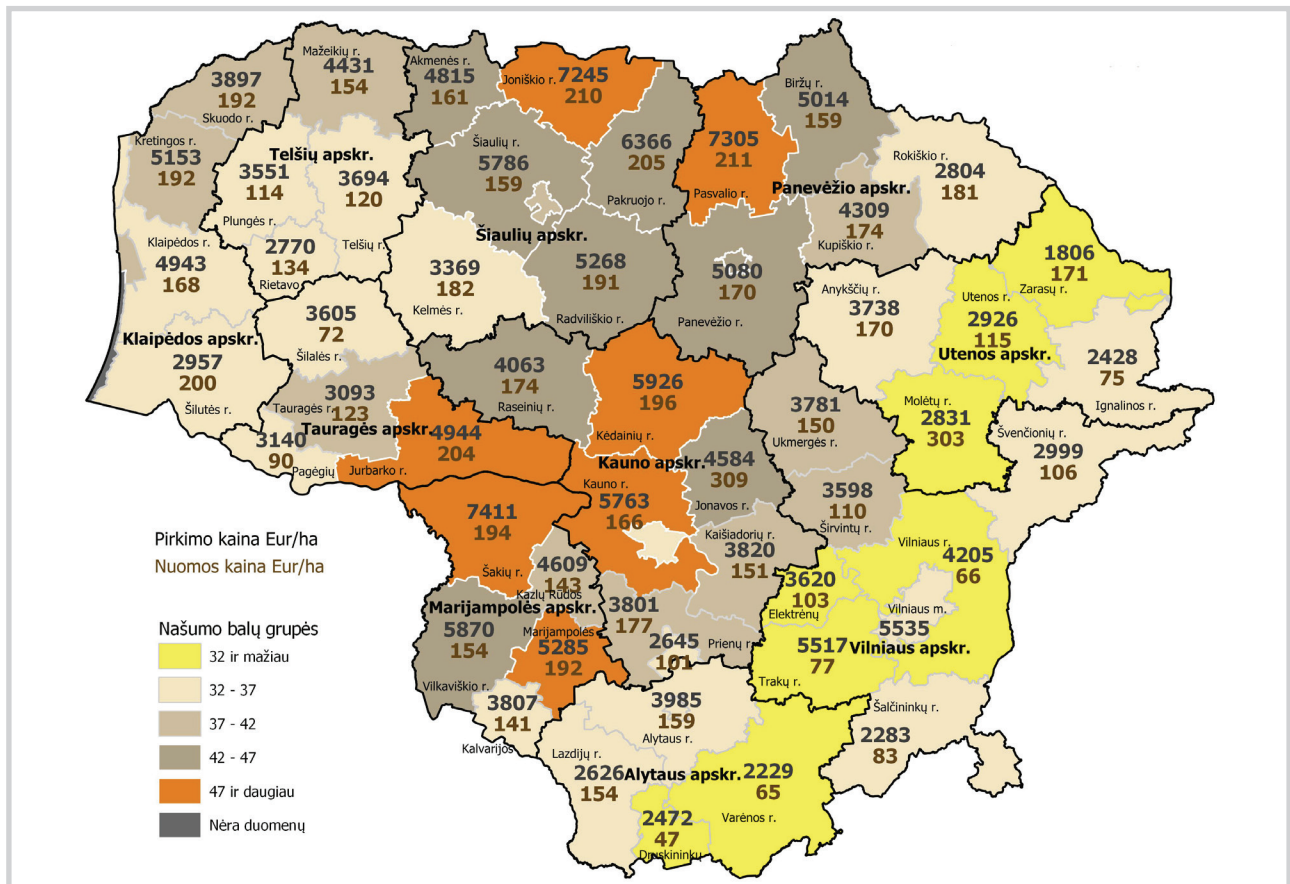 Mažeikių r.
4431
154
Akmenės r.
4815
161
Joniškio r.
7245
210
3897
192
Skuodo r.
Biržų r.
5014
159
Kretingos r.
5153
192
Telšių apskr.
3551
114
Plungės r.
3694
120
Telšių r.
Šiaulių r.
5786
159
6366
205
Pakruojo r.
7305
211
Pasvalio r.
Panevėžio apskr.
4309
174
Kupiškio r.
Rokiškio r.
2804
181
Klaipėdos r.
4943
168
2770
134
Rietavo
Šiaulių apskr.
3369
182
Kelmės r.
5268
191
Radviliškio r.
5080
170
Panevėžio r.
Anykščių r.
3738
170
1806
171
Zarasų r.
Utenos r.
2926
115
Utenos apskr.
2428
75
Ignalinos r.
3605
72
Šilalės r.
Klaipėdos apskr.
2957
200
Šilutės r.
3093
Tauragės r.
123
Tauragės apskr.
4063
174
Raseinių r.
5926
196
Kėdainių r.
3781
150
Ukmergės r.
Molėtų r.
2831
303
Švenčionių r.
2999
106
3140
90
Pagėgių
4944
204
Jurbarko r.
Kauno apskr.
Kauno r.
5763
166
4584
309
Jonavos r.
3598
110
Širvintų r.
7411
194
Šakių r.
4609
143
Kazlų Rūdos
Kaišiadorių r.
3820
151
Vilniaus r.
4205
66
3620
103
Elektrėnų
Vilniaus m.
5535
Vilniaus apskr.
Pirkimo kaina Eur/ha
Nuomos kaina Eur/ha
Marijampolės apskr.
5870
154
Vilkaviškio r.
Marijampolės
5285
192
3801
177
Prienų r.
2645
101
5517
77
Trakų r.
Našumo balų grupės
32 ir mažiau
32 - 37
37 - 42
42 - 47
47 ir daugiau
Nėra duomenų
3807
141
Kalvarijos
3985
159
Alytaus r.
Šalčininkų r.
2283
83
Lazdijų r.
2626
154
Alytaus apskr.
2229
65
Varėnos r.
2472
47
Druskininkų